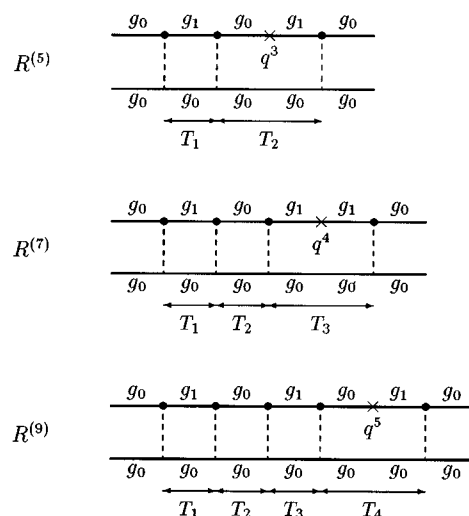 g₀ g₁ g₀ g₁ g₀
R⁽⁵⁾
q³
g₀ g₀ g₀ g₀ g₀
T₁ T₂
g₀ g₁ g₀ g₁ g₁ g₀
R⁽⁷⁾
q⁴
g₀ g₀ g₀ g₀ g₀ g₀
T₁ T₂ T₃
g₀ g₁ g₀ g₁ g₀ g₁ g₀
R⁽⁹⁾
q⁵
g₀ g₀ g₀ g₀ g₀ g₀ g₀
T₁ T₂ T₃ T₄